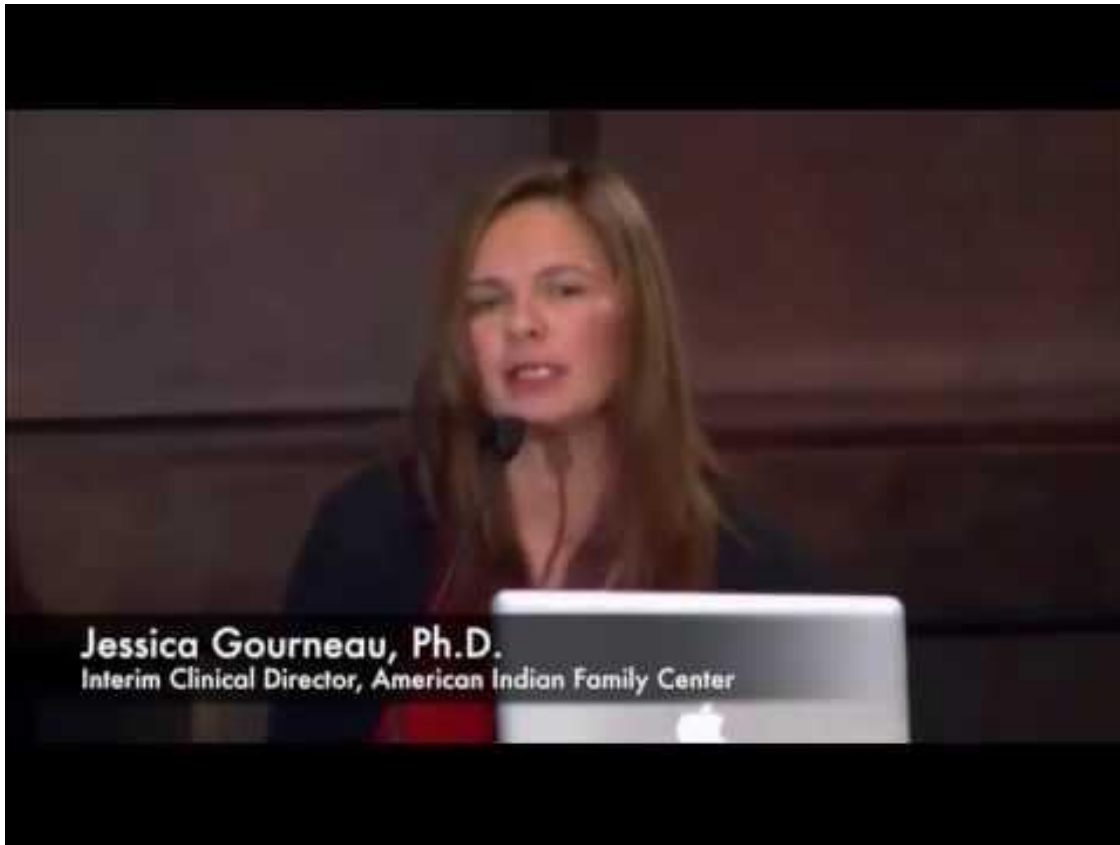 Jessica Gourneau, Ph.D.
Interim Clinical Director, American Indian Family Center